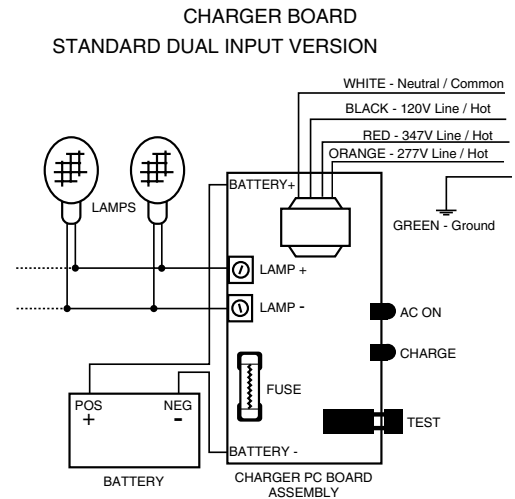 CHARGER BOARD
STANDARD DUAL INPUT VERSION
WHITE - Neutral / Common
BLACK - 120V Line / Hot
RED - 347V Line / Hot
ORANGE - 277V Line / Hot
BATTERY+
LAMPS
GREEN - Ground
LAMP +
LAMP -
AC ON
CHARGE
FUSE
POS
+
NEG
-
TEST
BATTERY -
BATTERY
CHARGER PC BOARD
ASSEMBLY